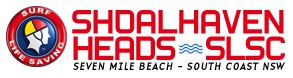 SURF
LIFE SAVING
SHOALHAVEN
HEADS SLSC
SEVEN MILE BEACH - SOUTH COAST NSW